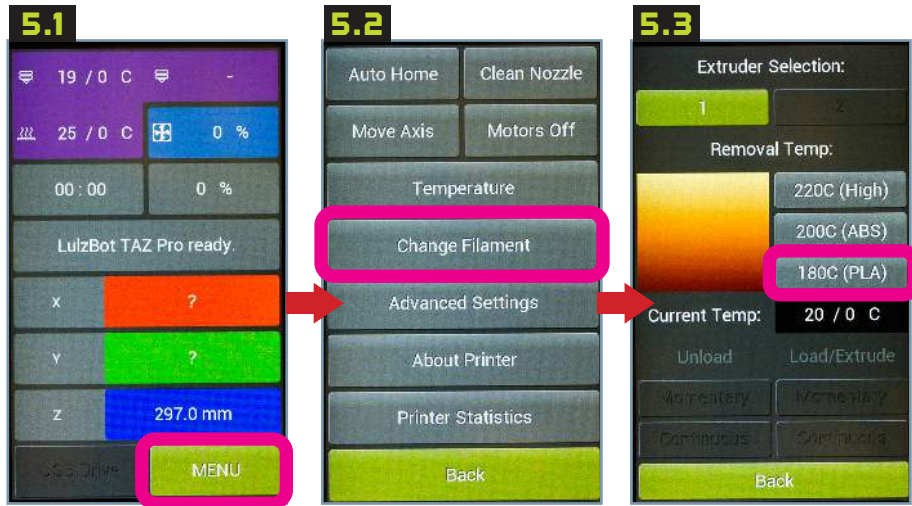 5.1
19 / 0 C -
25 / 0 C 0 %
00 : 00 0 %
LulzBot TAZ Pro ready.
X ?
Y ?
Z 297.0 mm
MENU
5.2
Auto Home Clean Nozzle
Move Axis Motors Off
Temperature
Change Filament
Advanced Settings
About Printer
Printer Statistics
Back
5.3
Extruder Selection:
1 2
Removal Temp:
220C (High)
200C (ABS)
180C (PLA)
Current Temp: 20 / 0 C
Unload Load/Extrude
Momentary Momentary
Continuous Continuous
Back